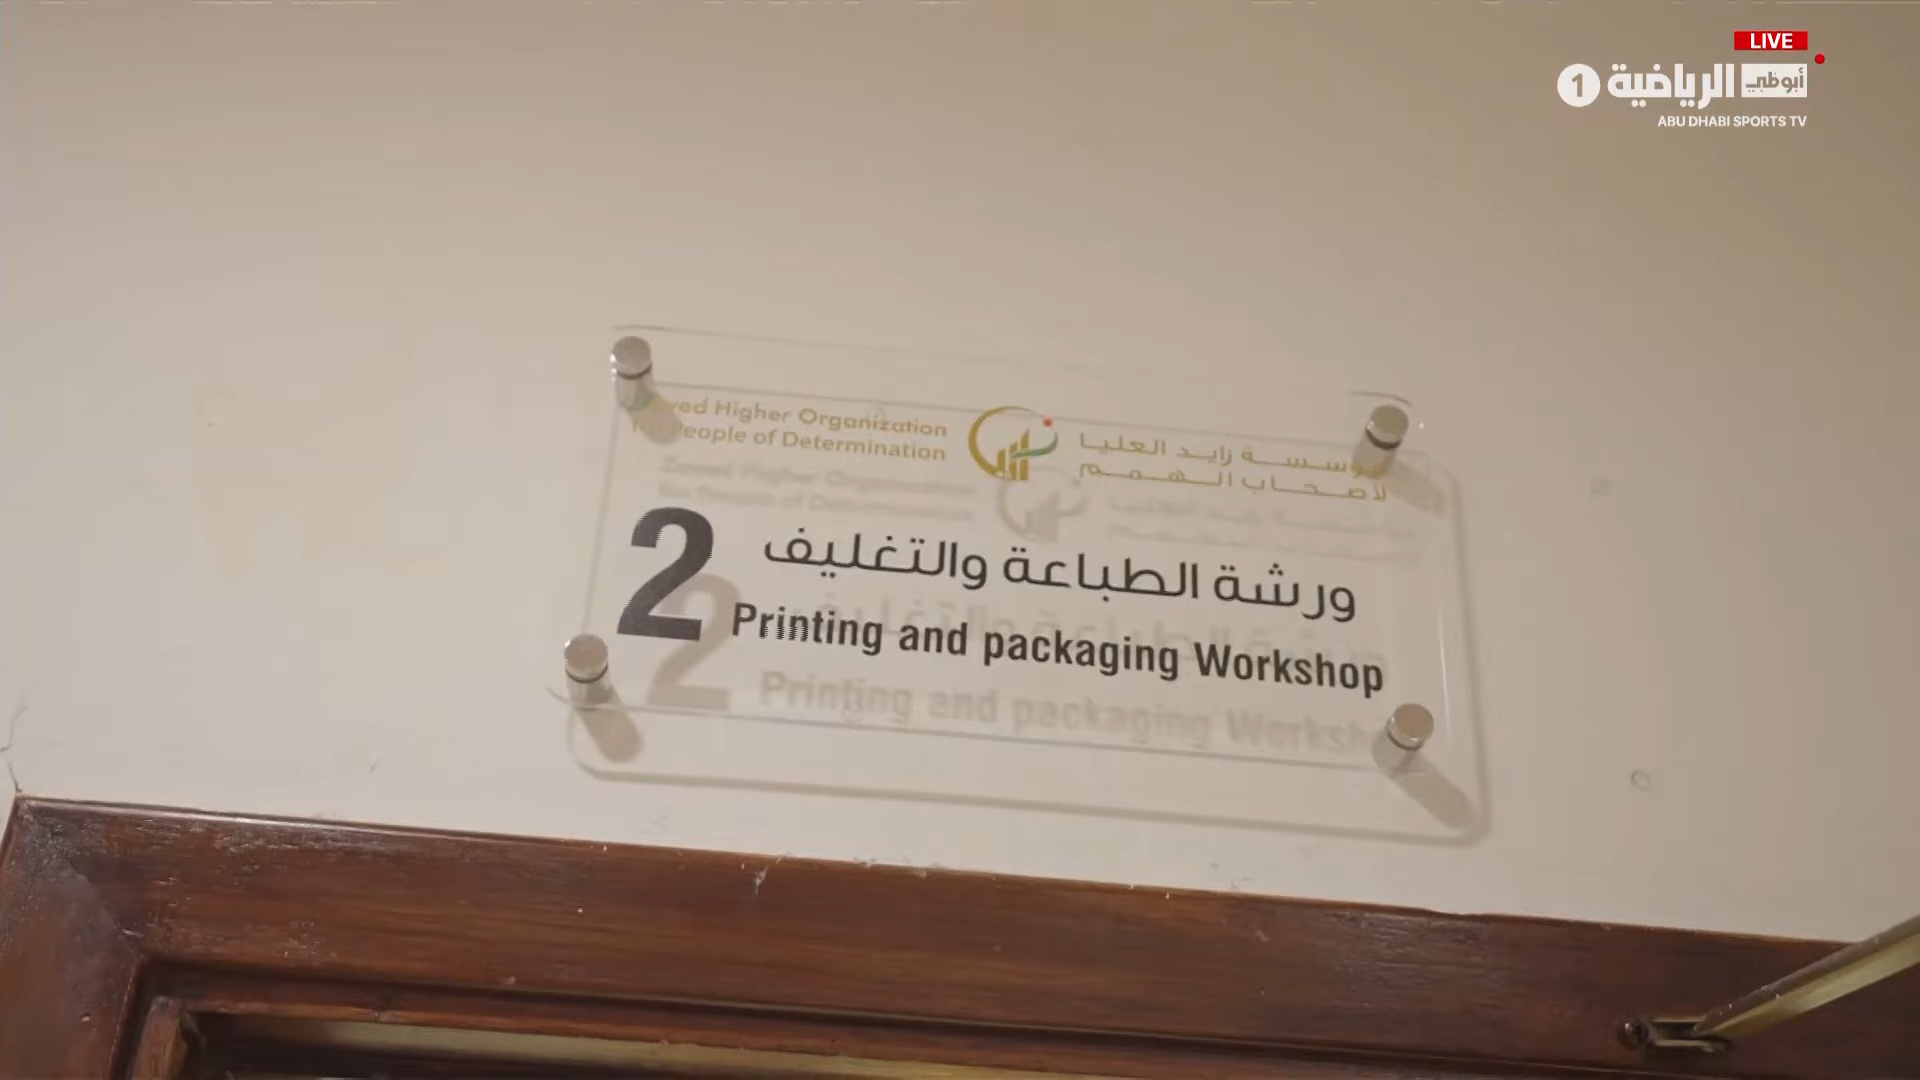 LIVE
أبوظبي الرياضية 1
ABU DHABI SPORTS TV
Higher Organization
People of Determination
مؤسسة زايد العليا
لأصحاب الهمم
2
ورشة الطباعة والتغليف
Printing and packaging Workshop